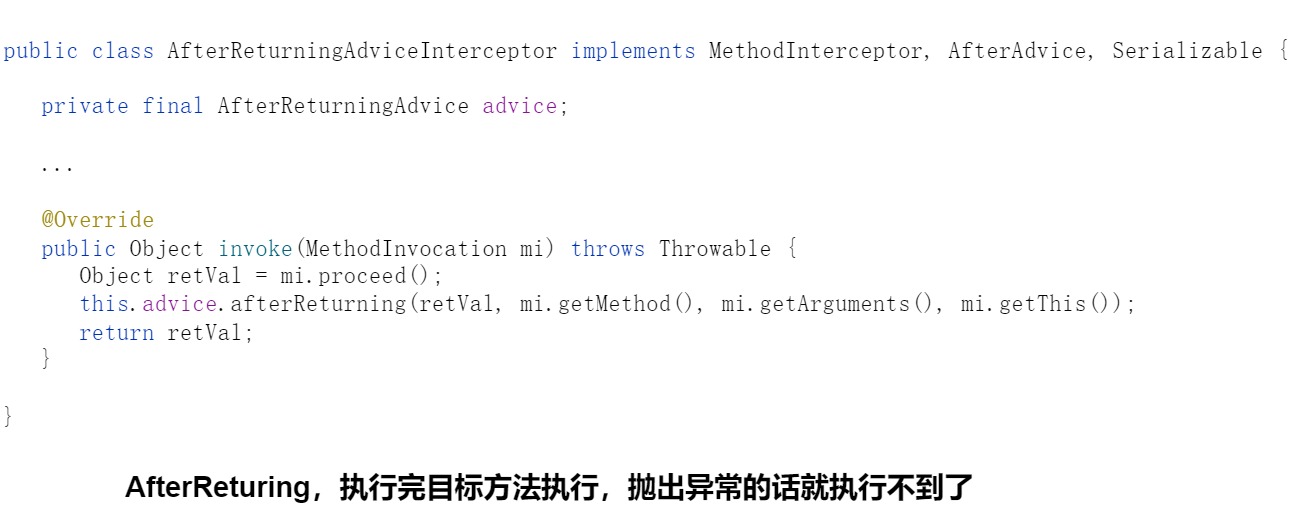 public class AfterReturningAdviceInterceptor implements MethodInterceptor, AfterAdvice, Serializable {
private final AfterReturningAdvice advice;
...
@Override
public Object invoke(MethodInvocation mi) throws Throwable {
Object retVal = mi.proceed();
this.advice.afterReturning(retVal, mi.getMethod(), mi.getArguments(), mi.getThis());
return retVal;
}
}
AfterReturing，执行完目标方法执行，抛出异常的话就执行不到了